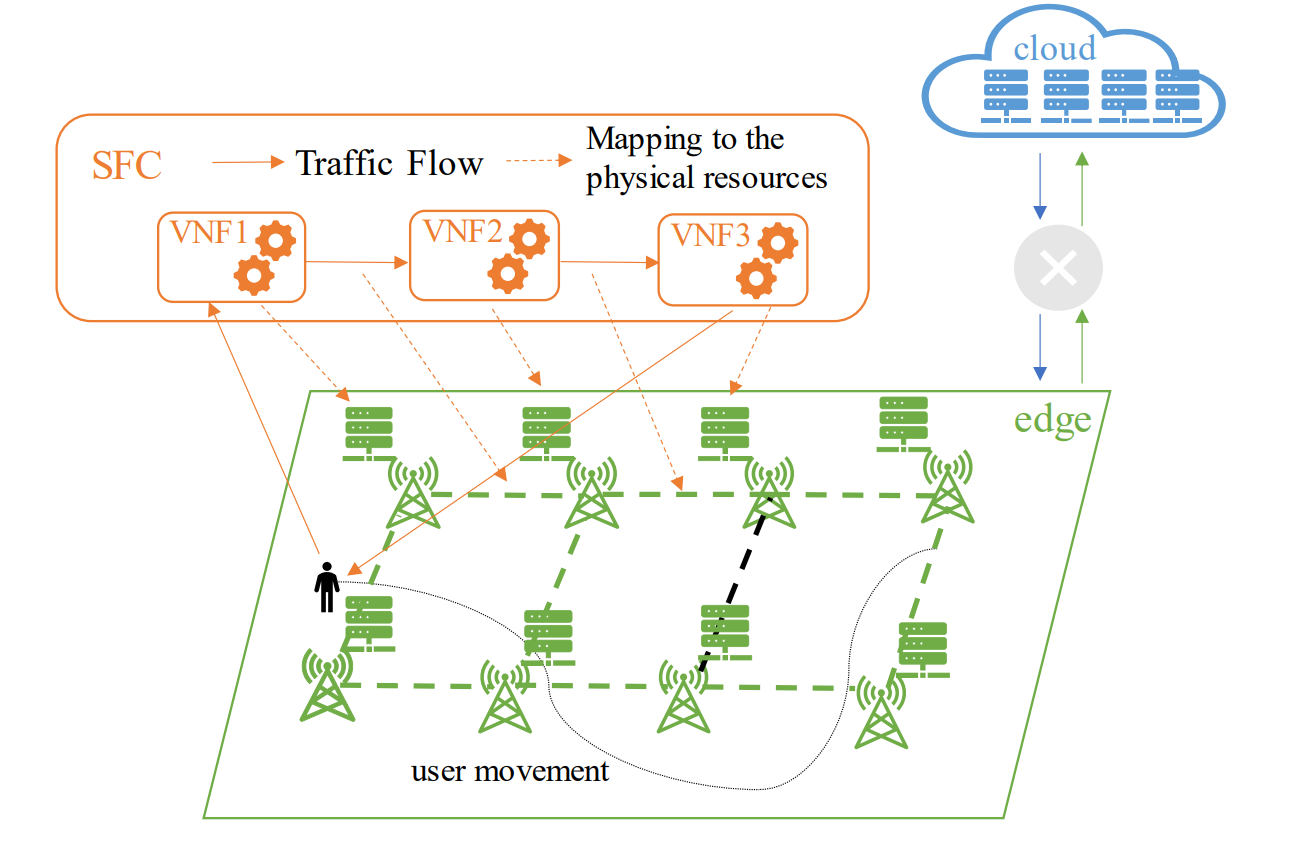 cloud
SFC
Traffic Flow
Mapping to the
physical resources
VNF1
VNF2
VNF3
edge
user movement